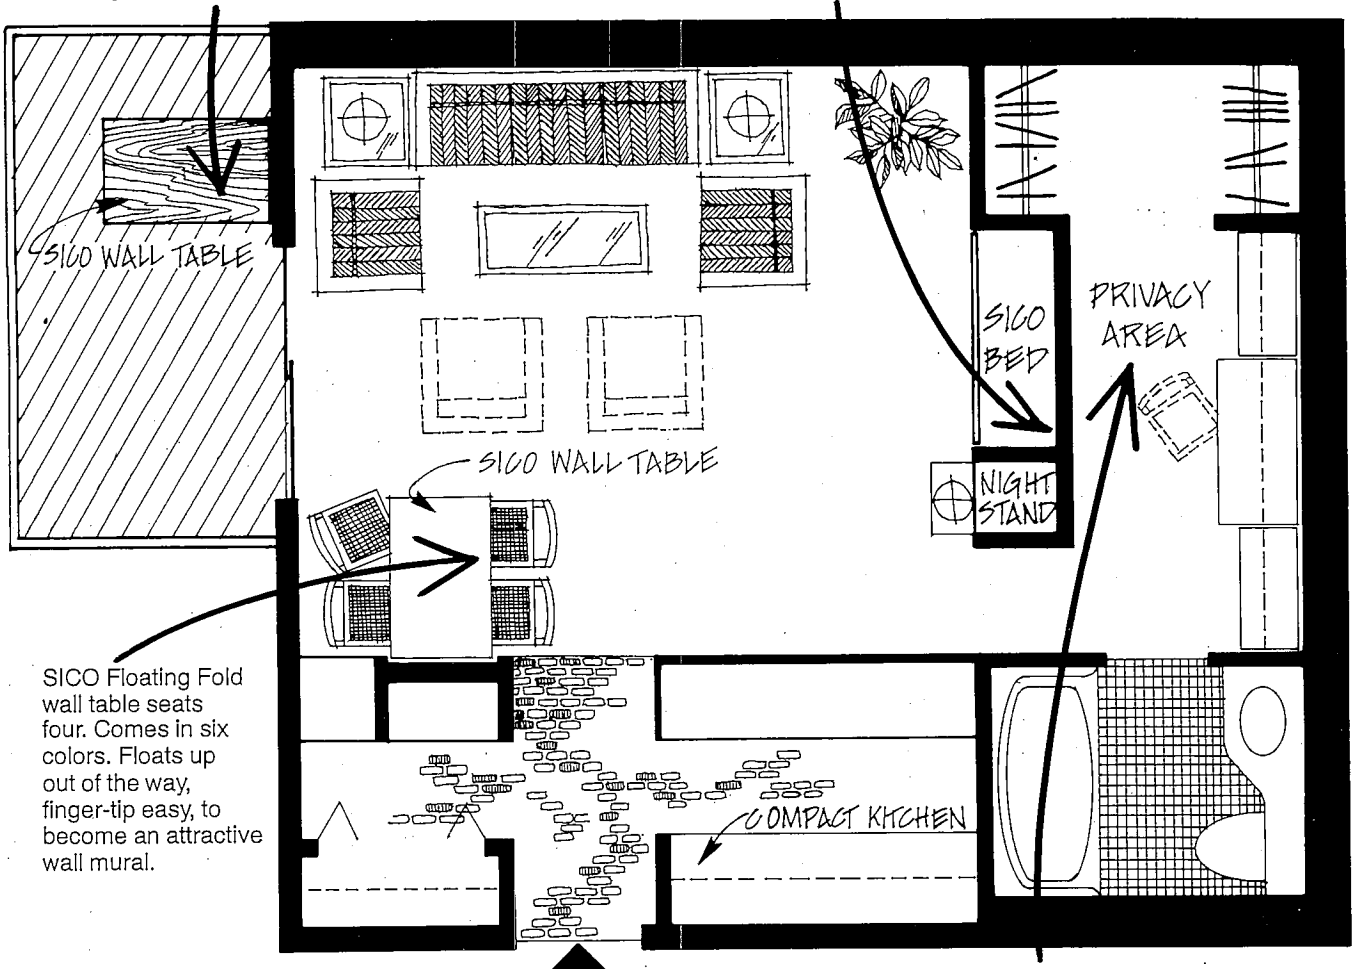 SICO WALL TABLE
PRIVACY
AREA
SICO
BED
SICO WALL TABLE
NIGHT
STAND
SICO Floating Fold
wall table seats
four. Comes in six
colors. Floats up
out of the way,
finger-tip easy, to
become an attractive
wall mural.
COMPACT KITCHEN